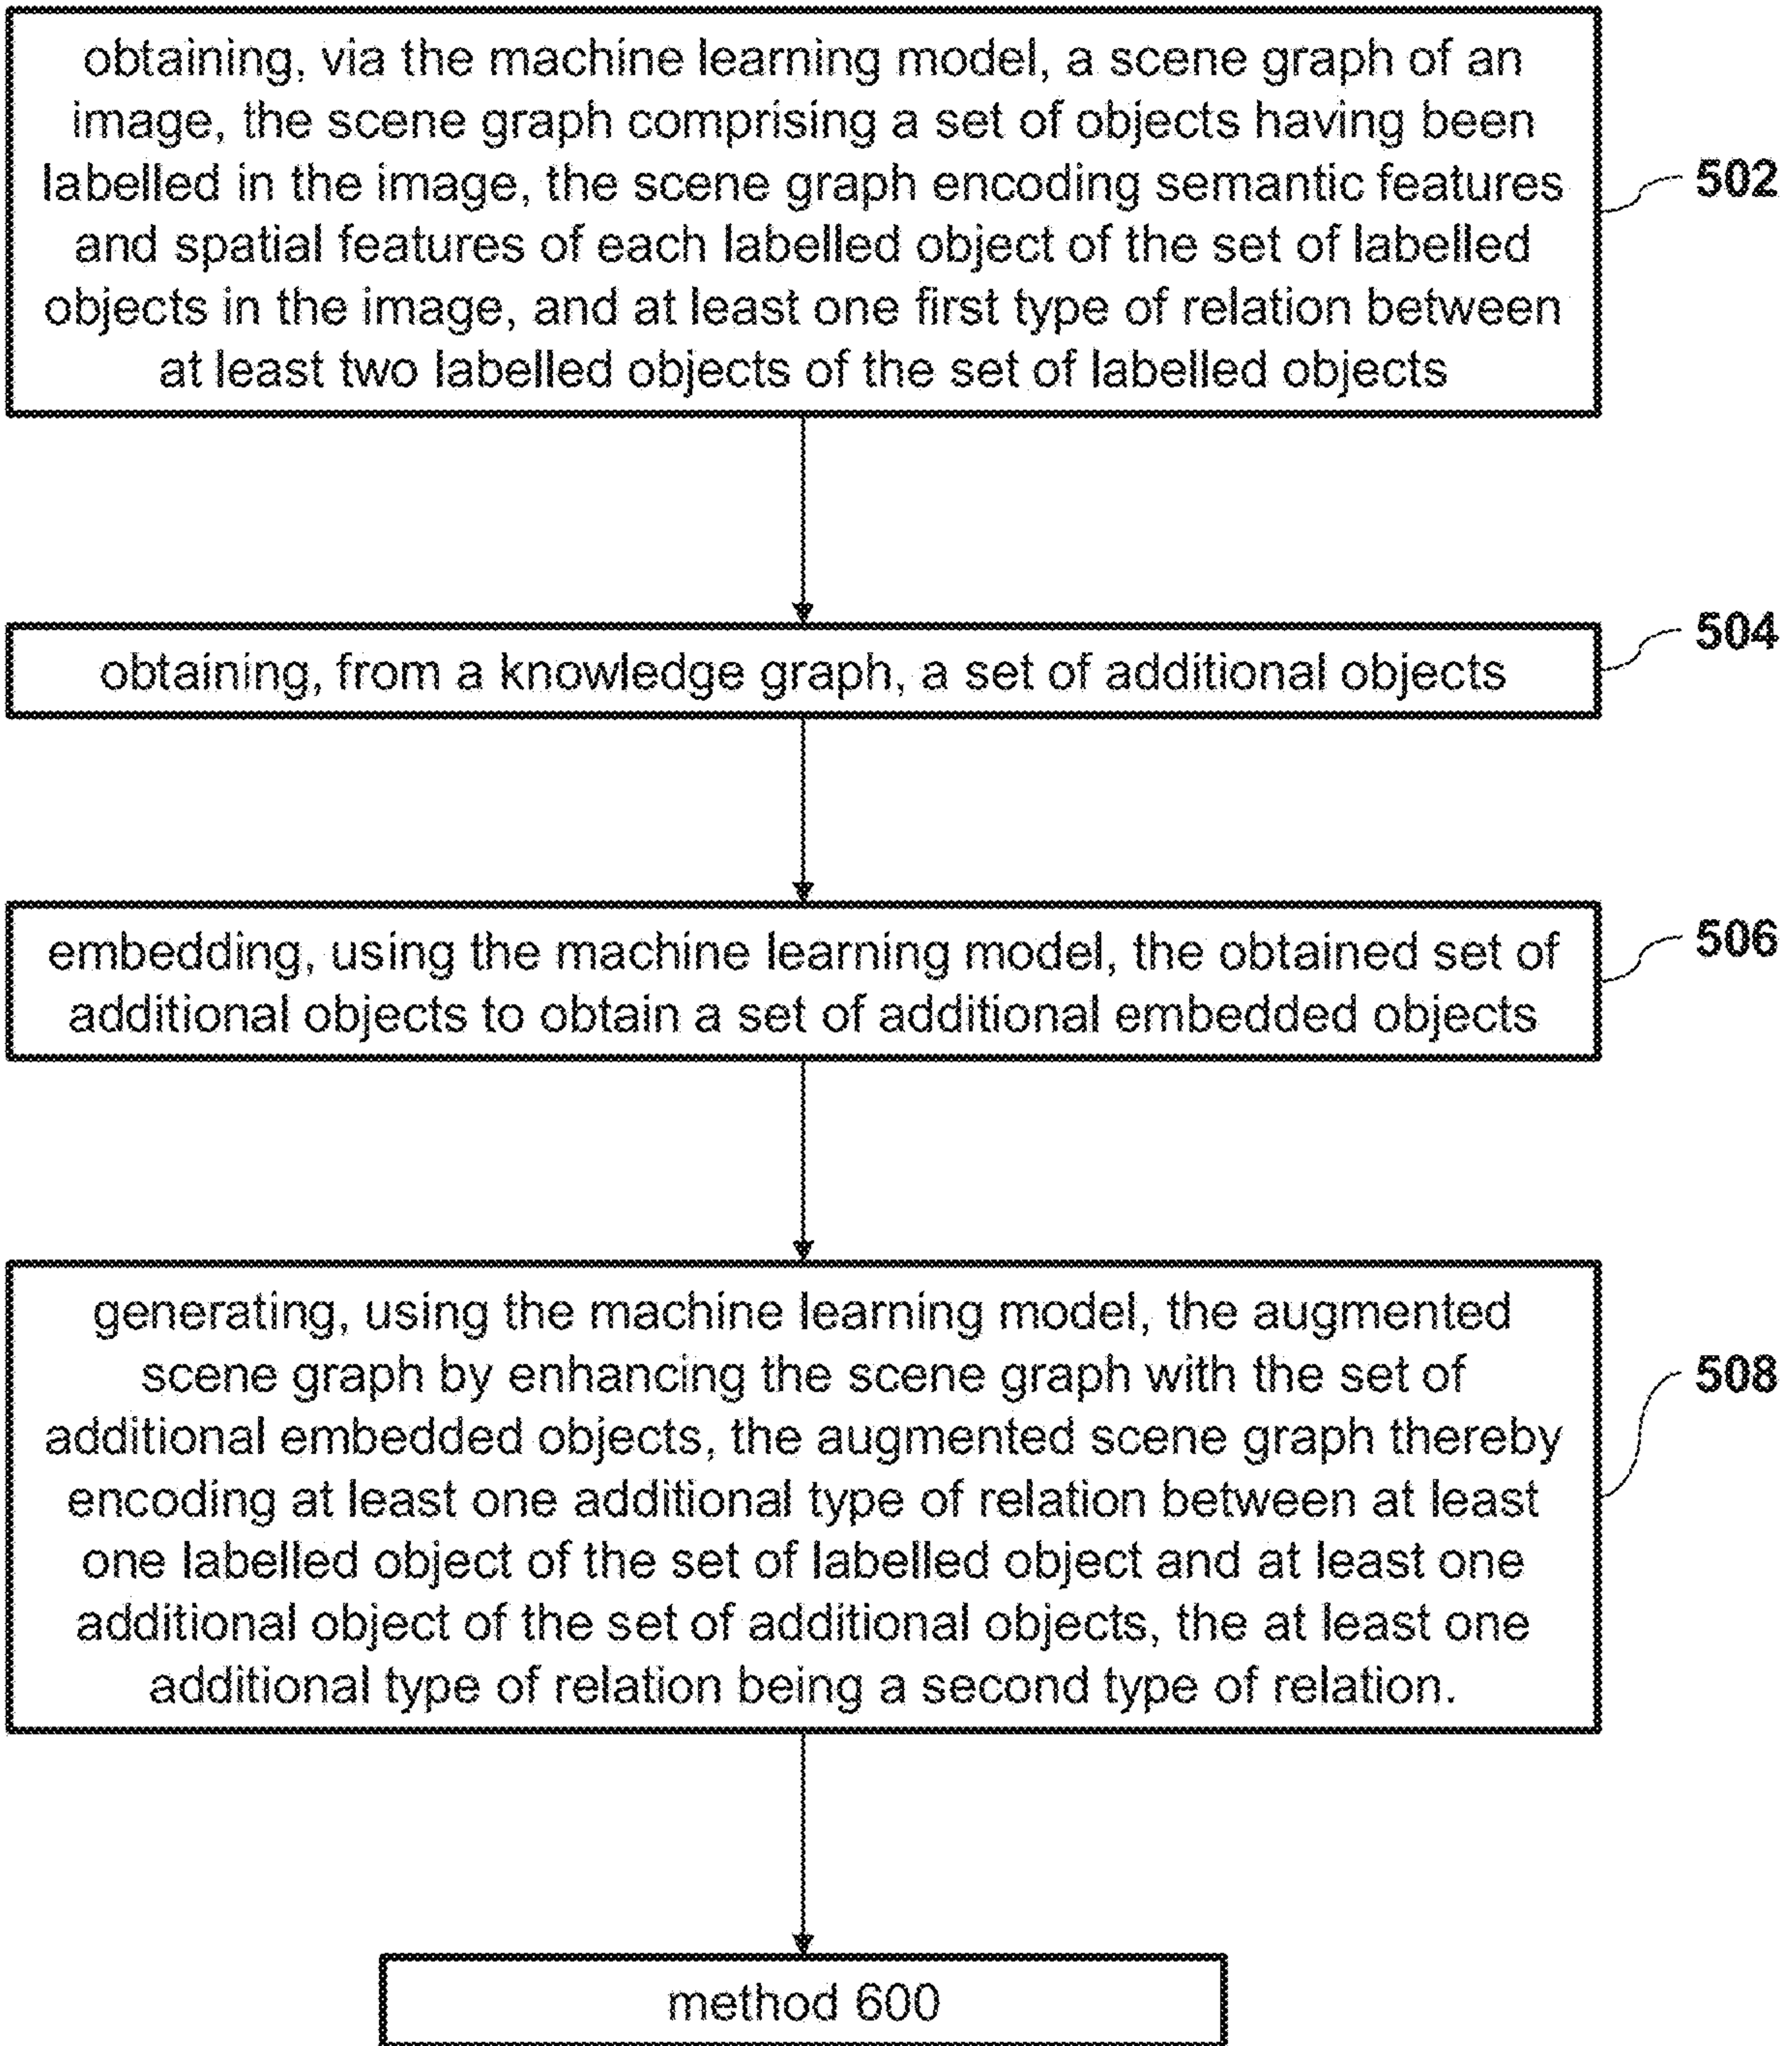 obtaining, via the machine learning model, a scene graph of an
image, the scene graph comprising a set of objects having been
labelled in the image, the scene graph encoding semantic features
and spatial features of each labelled object of the set of labelled
objects in the image, and at least one first type of relation between
at least two labelled objects of the set of labelled objects
502
obtaining, from a knowledge graph, a set of additional objects
504
embedding, using the machine learning model, the obtained set of
additional objects to obtain a set of additional embedded objects
506
generating, using the machine learning model, the augmented
scene graph by enhancing the scene graph with the set of
additional embedded objects, the augmented scene graph thereby
encoding at least one additional type of relation between at least
one labelled object of the set of labelled object and at least one
additional object of the set of additional objects, the at least one
additional type of relation being a second type of relation.
508
method 600